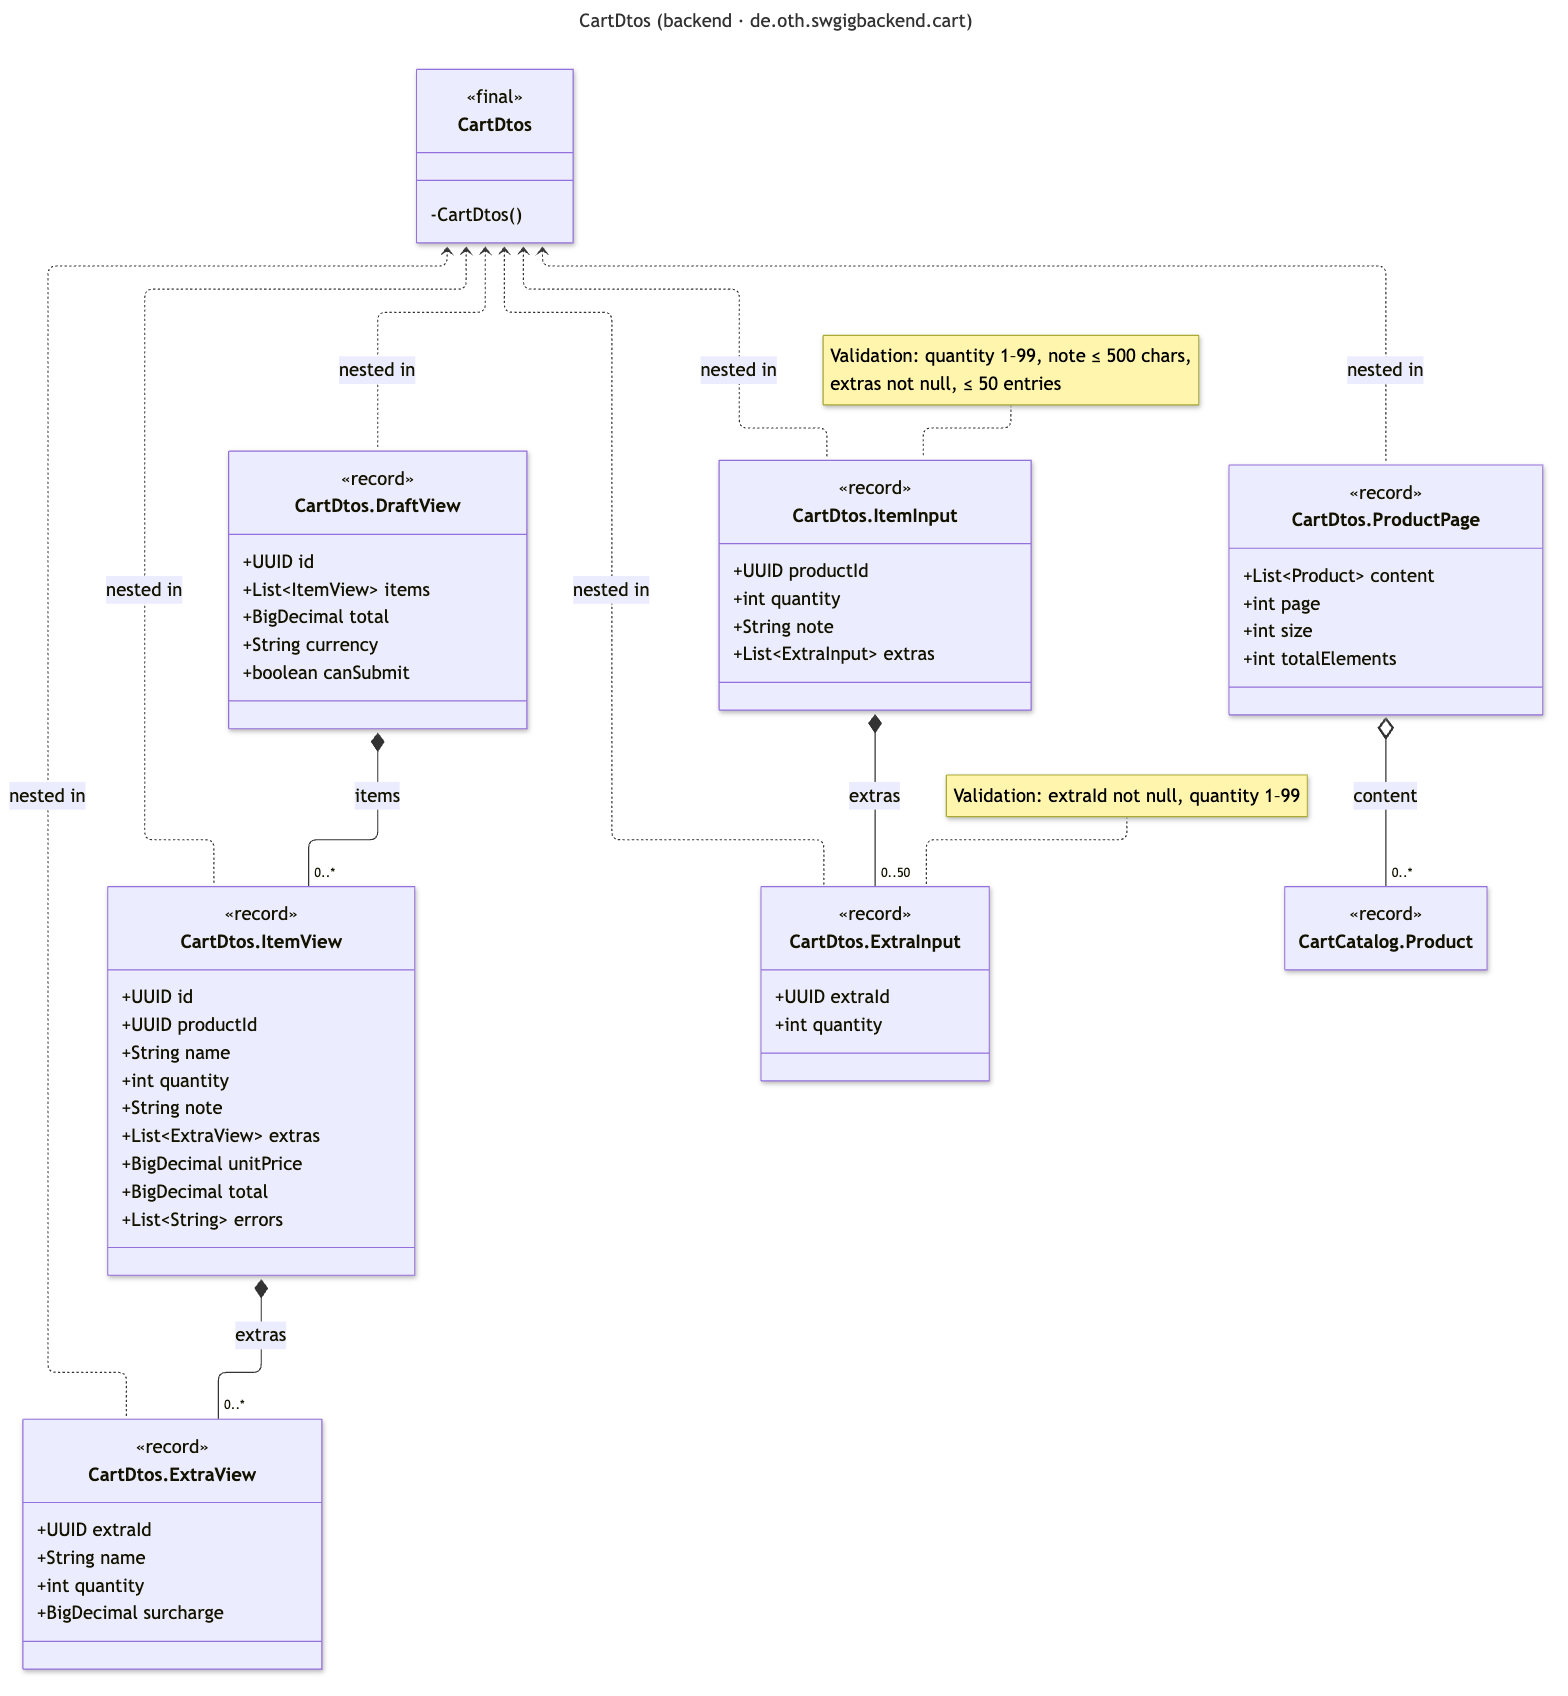 CartDtos (backend · de.oth.swgigbackend.cart)
«final»
CartDtos
-CartDtos()
nested in
nested in
nested in
nested in
nested in
nested in
Validation: quantity 1–99, note ≤ 500 chars,
extras not null, ≤ 50 entries
«record»
CartDtos.DraftView
+UUID id
+List<ItemView> items
+BigDecimal total
+String currency
+boolean canSubmit
«record»
CartDtos.ItemInput
+UUID productId
+int quantity
+String note
+List<ExtraInput> extras
«record»
CartDtos.ProductPage
+List<Product> content
+int page
+int size
+int totalElements
items
0..*
extras
0..50
Validation: extraId not null, quantity 1–99
content
0..*
«record»
CartDtos.ItemView
+UUID id
+UUID productId
+String name
+int quantity
+String note
+List<ExtraView> extras
+BigDecimal unitPrice
+BigDecimal total
+List<String> errors
«record»
CartDtos.ExtraInput
+UUID extraId
+int quantity
«record»
CartCatalog.Product
extras
0..*
«record»
CartDtos.ExtraView
+UUID extraId
+String name
+int quantity
+BigDecimal surcharge